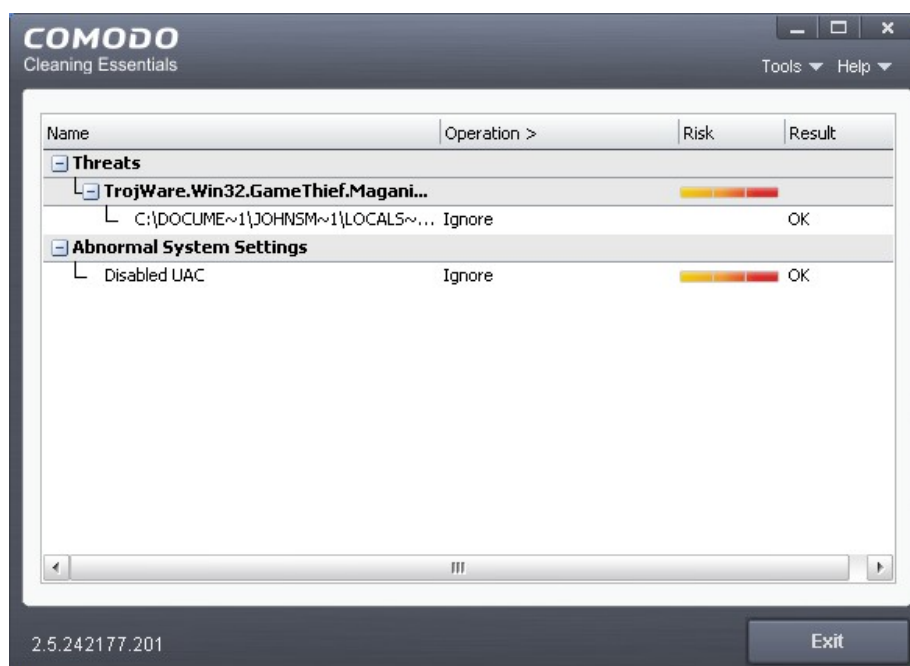 COMODO
Cleaning Essentials
Tools Help
Name Operation > Risk Result
Threats
TrojWare.Win32.GameThief.Magani...
C:\DOCUME~1\JOHNSM~1\LOCALS~... Ignore OK
Abnormal System Settings
Disabled UAC Ignore OK
2.5.242177.201 Exit